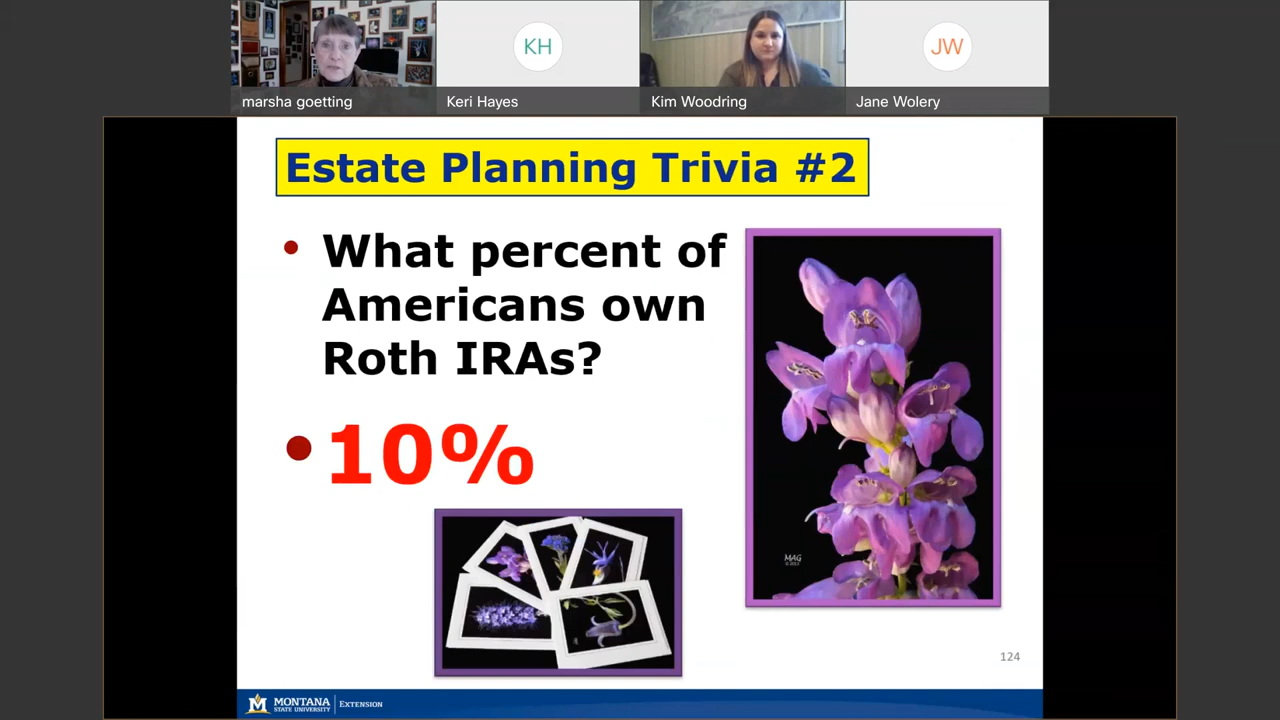 KH
JW
marsha goetting
Keri Hayes
Kim Woodring
Jane Wolery
Estate Planning Trivia #2
• What percent of
Americans own
Roth IRAs?
• 10%
MAG
© 2013
124
M MONTANA
STATE UNIVERSITY
EXTENSION